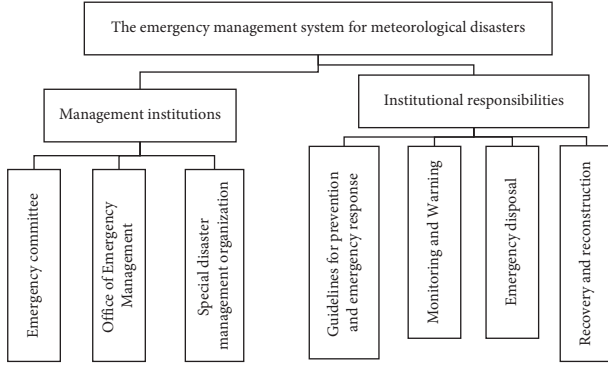 The emergency management system for meteorological disasters
Management institutions
Institutional responsibilities
Emergency committee
Office of Emergency
Management
Special disaster
management organization
Guidelines for prevention
and emergency response
Monitoring and Warning
Emergency disposal
Recovery and reconstruction